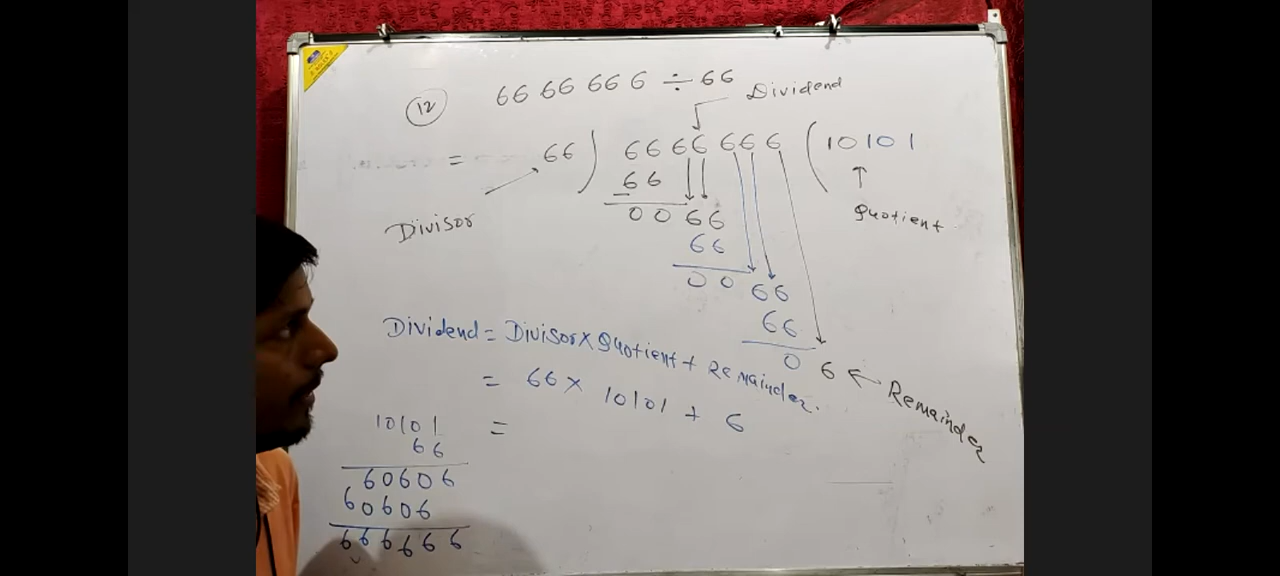 12 66 66 66 6 ÷ 66
Dividend
= 66 ) 66 66 66 6 ( 10101
66
Divisor
0 0 6 6
Quotient
66
0 0 66
66
0 6
Remainder
Dividend = Divisor × Quotient + Remainder.
= 66 × 10101 + 6
=
10101
66
60606
60606
666666